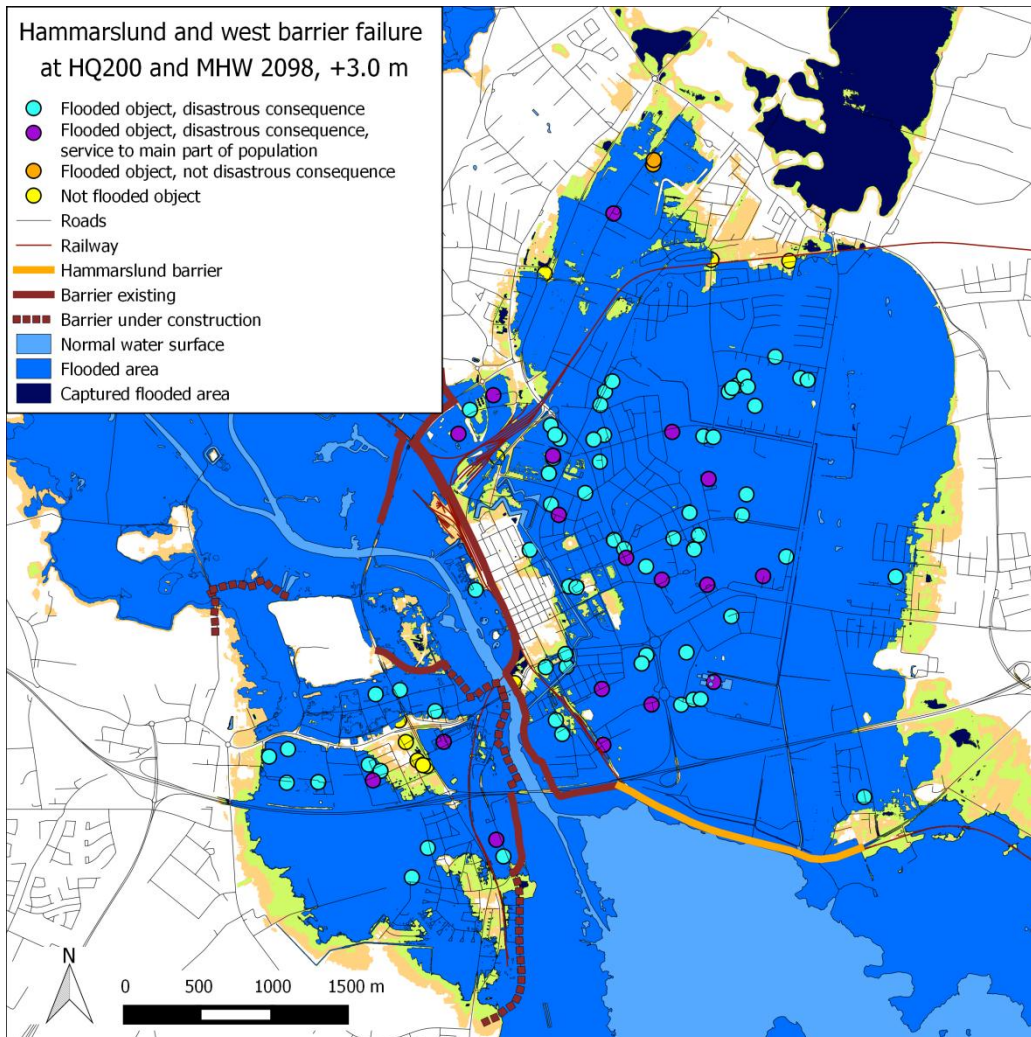 Hammarslund and west barrier failure
at HQ200 and MHW 2098, +3.0 m
Flooded object, disastrous consequence
Flooded object, disastrous consequence,
service to main part of population
Flooded object, not disastrous consequence
Not flooded object
Roads
Railway
Hammarslund barrier
Barrier existing
Barrier under construction
Normal water surface
Flooded area
Captured flooded area
N
0 500 1000 1500 m